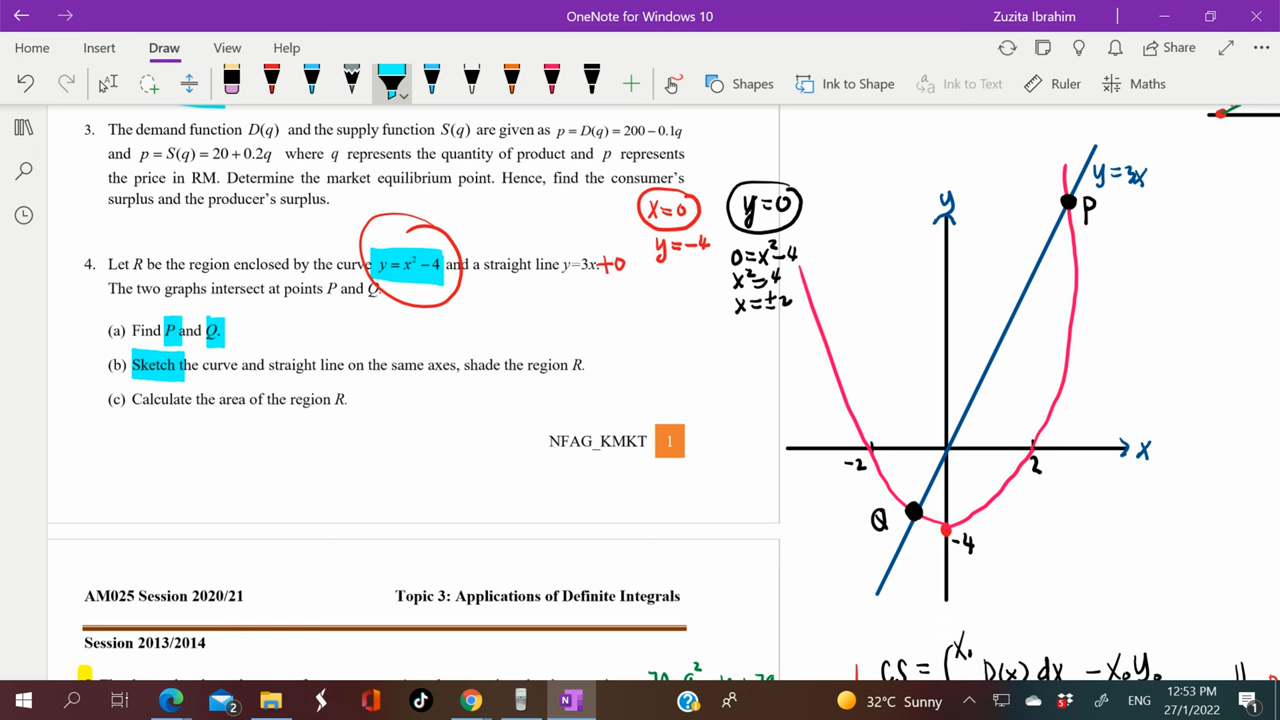 OneNote for Windows 10
Zuzita Ibrahim
Home Insert Draw View Help
Share
Shapes Ink to Shape Ink to Text Ruler Maths
3. The demand function D(q) and the supply function S(q) are given as p = D(q) = 200 − 0.1q
and p = S(q) = 20 + 0.2q where q represents the quantity of product and p represents
the price in RM. Determine the market equilibrium point. Hence, find the consumer's
surplus and the producer's surplus.
x=0
y=-4
y=0
0=x²-4
x²=4
x=±2
4. Let R be the region enclosed by the curve y = x² − 4 and a straight line y=3x. +0
The two graphs intersect at points P and Q.
(a) Find P and Q.
(b) Sketch the curve and straight line on the same axes, shade the region R.
(c) Calculate the area of the region R.
NFAG_KMKT 1
y
y=3x
P
-2
2
x
Q
-4
AM025 Session 2020/21 Topic 3: Applications of Definite Integrals
Session 2013/2014
CS = ∫ x₀ D(x) dx - x₀y₀
2
32°C Sunny
ENG
12:53 PM
27/1/2022
1